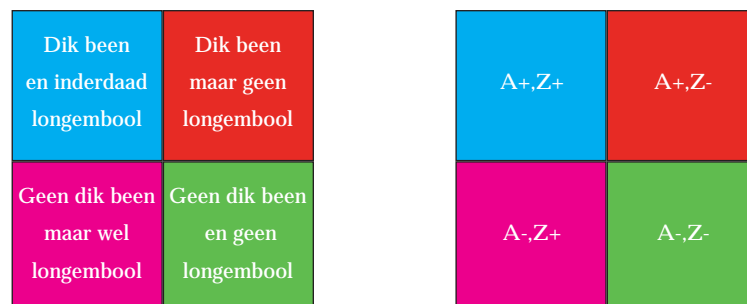 Dik been
en inderdaad
longembool
Dik been
maar geen
longembool
Geen dik been
maar wel
longembool
Geen dik been
en geen
longembool
A+,Z+
A+,Z-
A-,Z+
A-,Z-